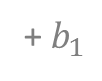 + b₁